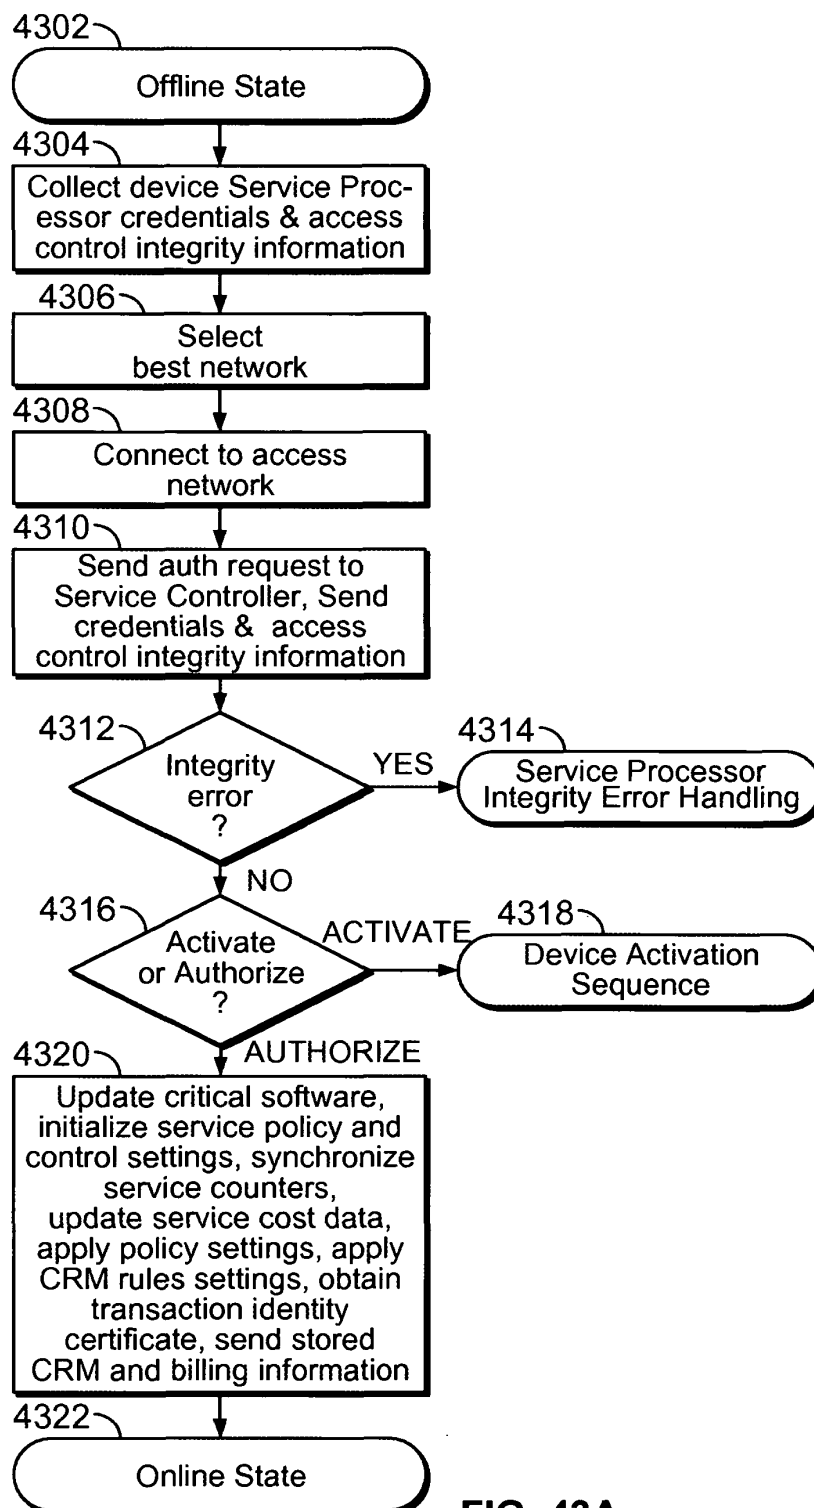 4302
Offline State
4304
Collect device Service Proc-
essor credentials & access
control integrity information
4306
Select
best network
4308
Connect to access
network
4310
Send auth request to
Service Controller, Send
credentials & access
control integrity information
4312
Integrity
error
?
YES
4314
Service Processor
Integrity Error Handling
NO
4316
Activate
or Authorize
?
ACTIVATE
4318
Device Activation
Sequence
AUTHORIZE
4320
Update critical software,
initialize service policy and
control settings, synchronize
service counters,
update service cost data,
apply policy settings, apply
CRM rules settings, obtain
transaction identity
certificate, send stored
CRM and billing information
4322
Online State